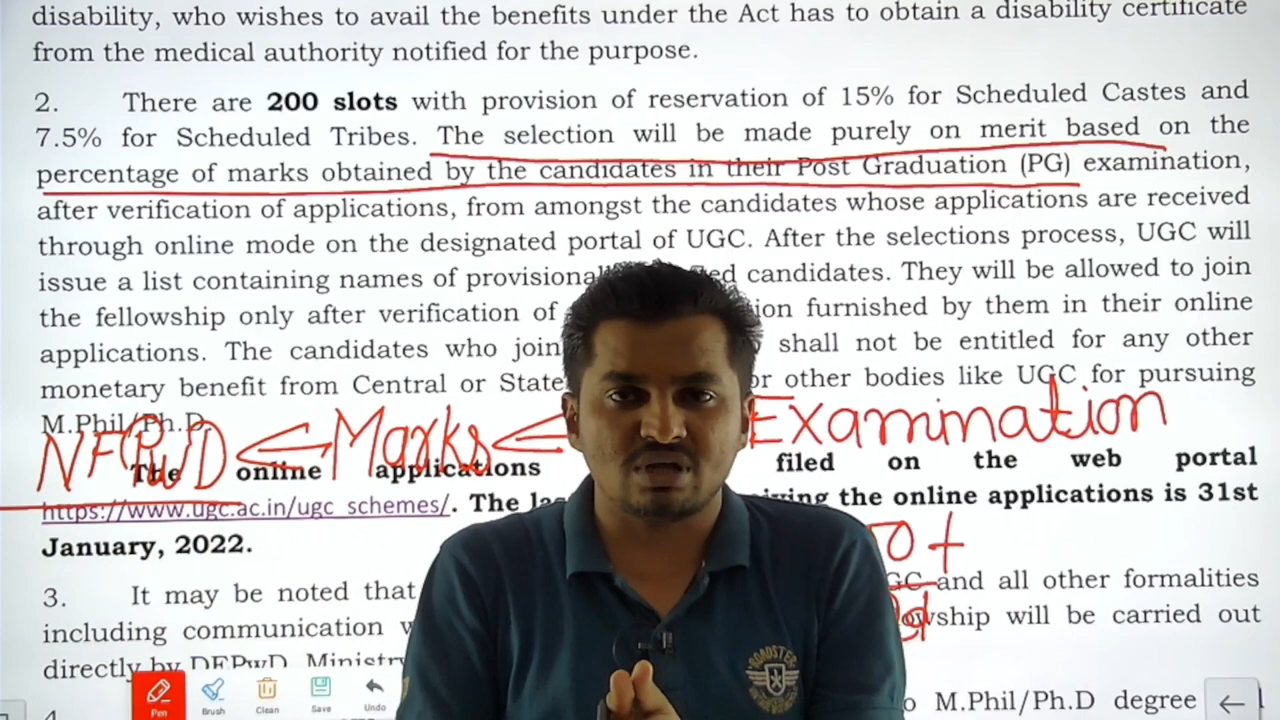 disability, who wishes to avail the benefits under the Act has to obtain a disability certificate
from the medical authority notified for the purpose.
2. There are 200 slots with provision of reservation of 15% for Scheduled Castes and
7.5% for Scheduled Tribes. The selection will be made purely on merit based on the
percentage of marks obtained by the candidates in their Post Graduation (PG) examination,
after verification of applications, from amongst the candidates whose applications are received
through online mode on the designated portal of UGC. After the selections process, UGC will
issue a list containing names of candidates. They will be allowed to join
the fellowship only after verification of furnished by them in their online
applications. The candidates who join shall not be entitled for any other
monetary benefit from Central or State or other bodies like UGC for pursuing
M.Phil/Ph.D.
NF(PwD) <= Marks <= Examination
The online applications filed on the web portal
https://www.ugc.ac.in/ugc_schemes/. The the online applications is 31st
January, 2022.
3. It may be noted that UGC and all other formalities
including communication will be carried out
directly by DEPwD, Ministry
M.Phil/Ph.D degree
ROADSTER
Pen Brush Clean Save Undo